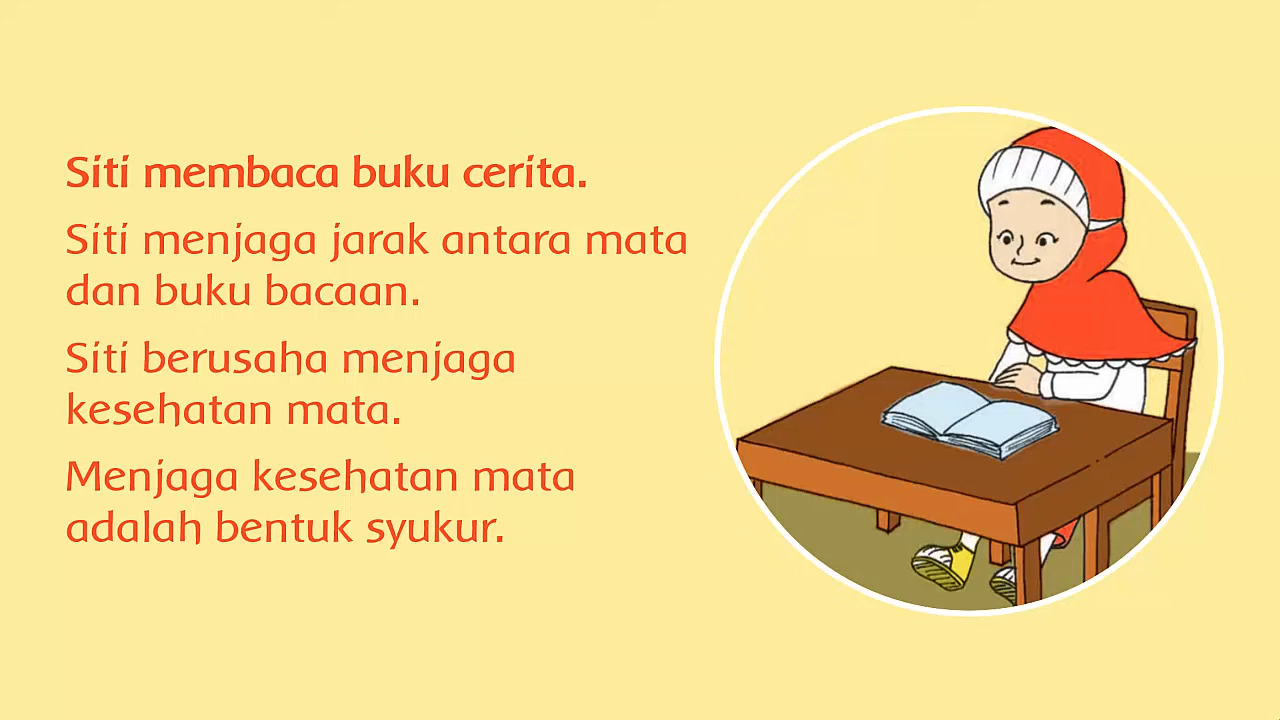 Siti membaca buku cerita.
Siti menjaga jarak antara mata
dan buku bacaan.
Siti berusaha menjaga
kesehatan mata.
Menjaga kesehatan mata
adalah bentuk syukur.